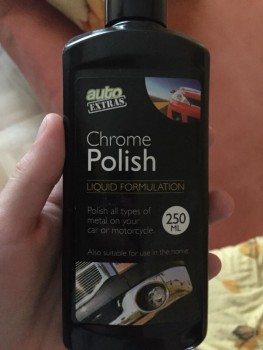 auto
EXTRAS
Chrome
Polish
LIQUID FORMULATION
Polish all types of
metal on your
car or motorcycle.
250
ML
Also suitable for use in the home